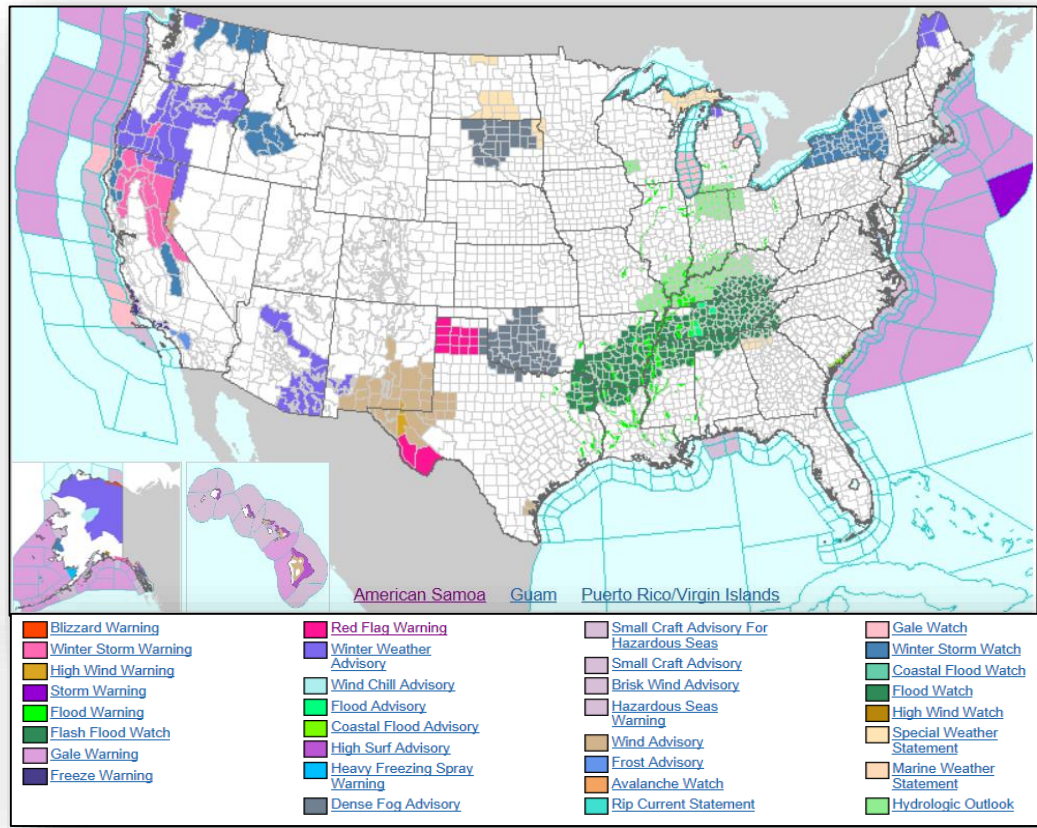 American Samoa Guam Puerto Rico/Virgin Islands
Blizzard Warning
Winter Storm Warning
High Wind Warning
Storm Warning
Flood Warning
Flash Flood Watch
Gale Warning
Freeze Warning
Red Flag Warning
Winter Weather
Advisory
Wind Chill Advisory
Flood Advisory
Coastal Flood Advisory
High Surf Advisory
Heavy Freezing Spray
Warning
Dense Fog Advisory
Small Craft Advisory For
Hazardous Seas
Small Craft Advisory
Brisk Wind Advisory
Hazardous Seas
Warning
Wind Advisory
Frost Advisory
Avalanche Watch
Rip Current Statement
Gale Watch
Winter Storm Watch
Coastal Flood Watch
Flood Watch
High Wind Watch
Special Weather
Statement
Marine Weather
Statement
Hydrologic Outlook